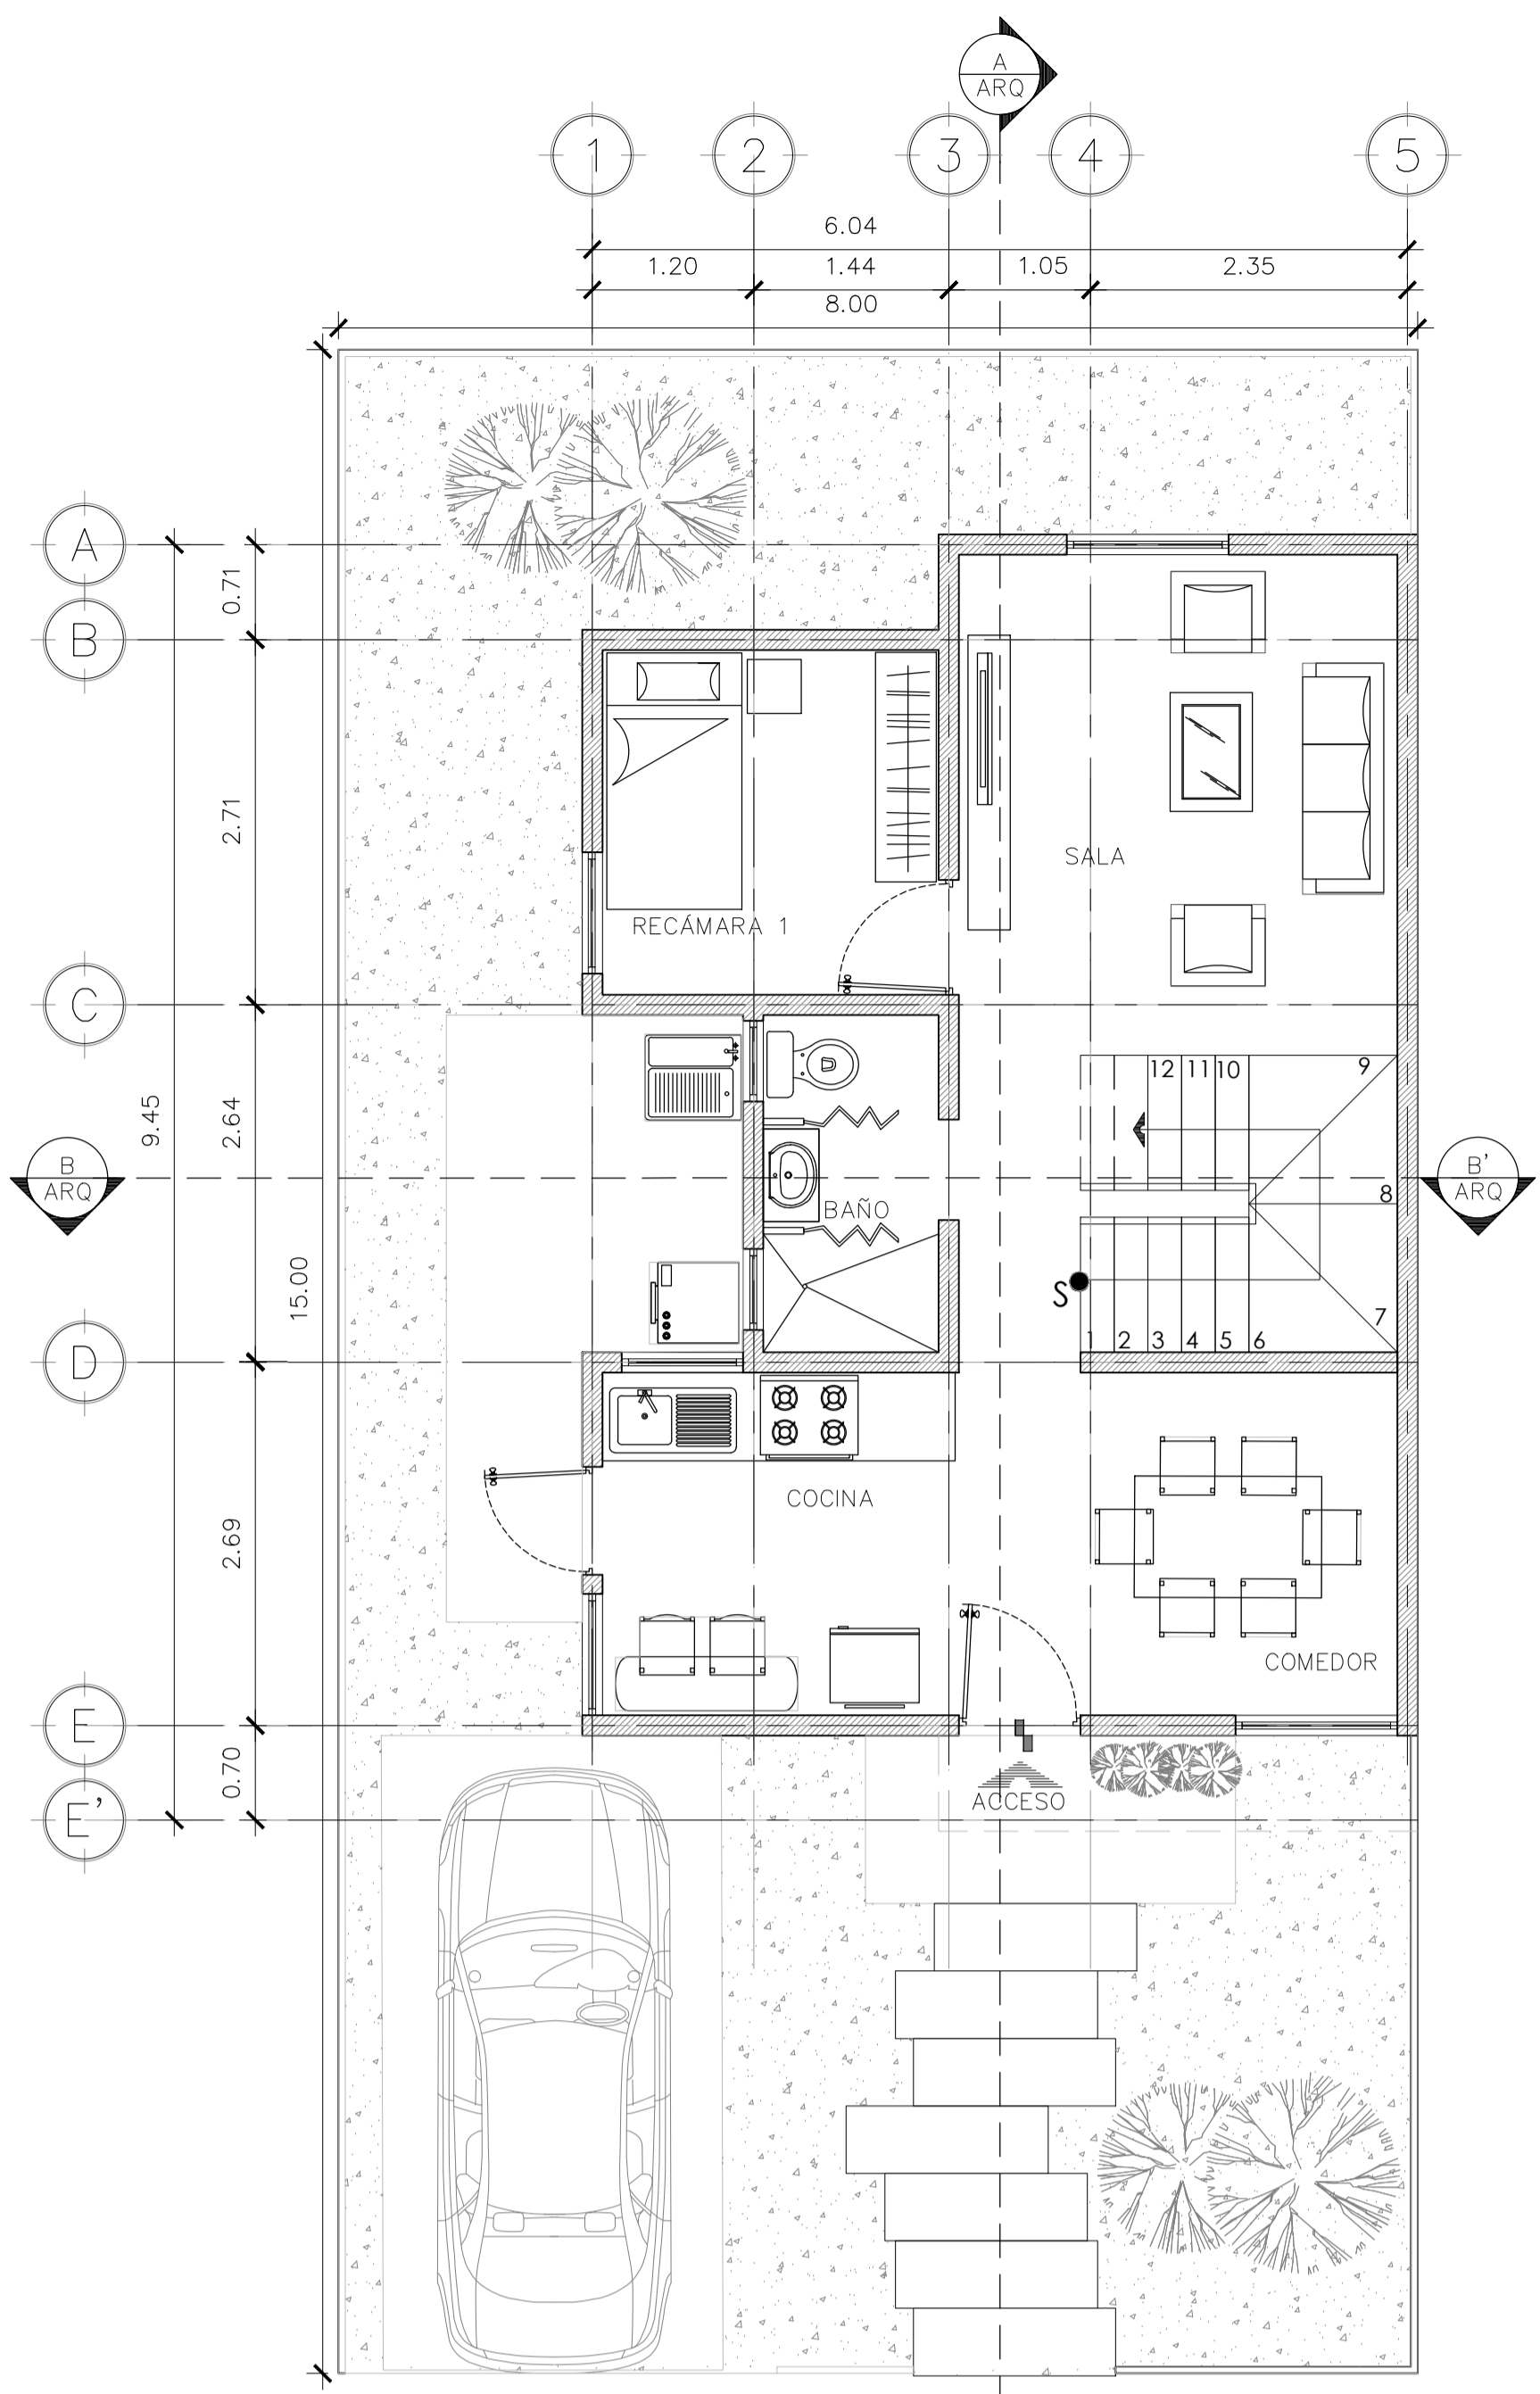 A
ARQ
1 2 3 4 5
6.04
1.20 1.44 1.05 2.35
8.00
A
0.71
B
2.71
SALA
RECÁMARA 1
C
12 11 10 9
9.45
2.64
B
ARQ
8
B'
ARQ
BAÑO
15.00
S
1 2 3 4 5 6 7
D
COCINA
2.69
COMEDOR
E
0.70
ACCESO
E'